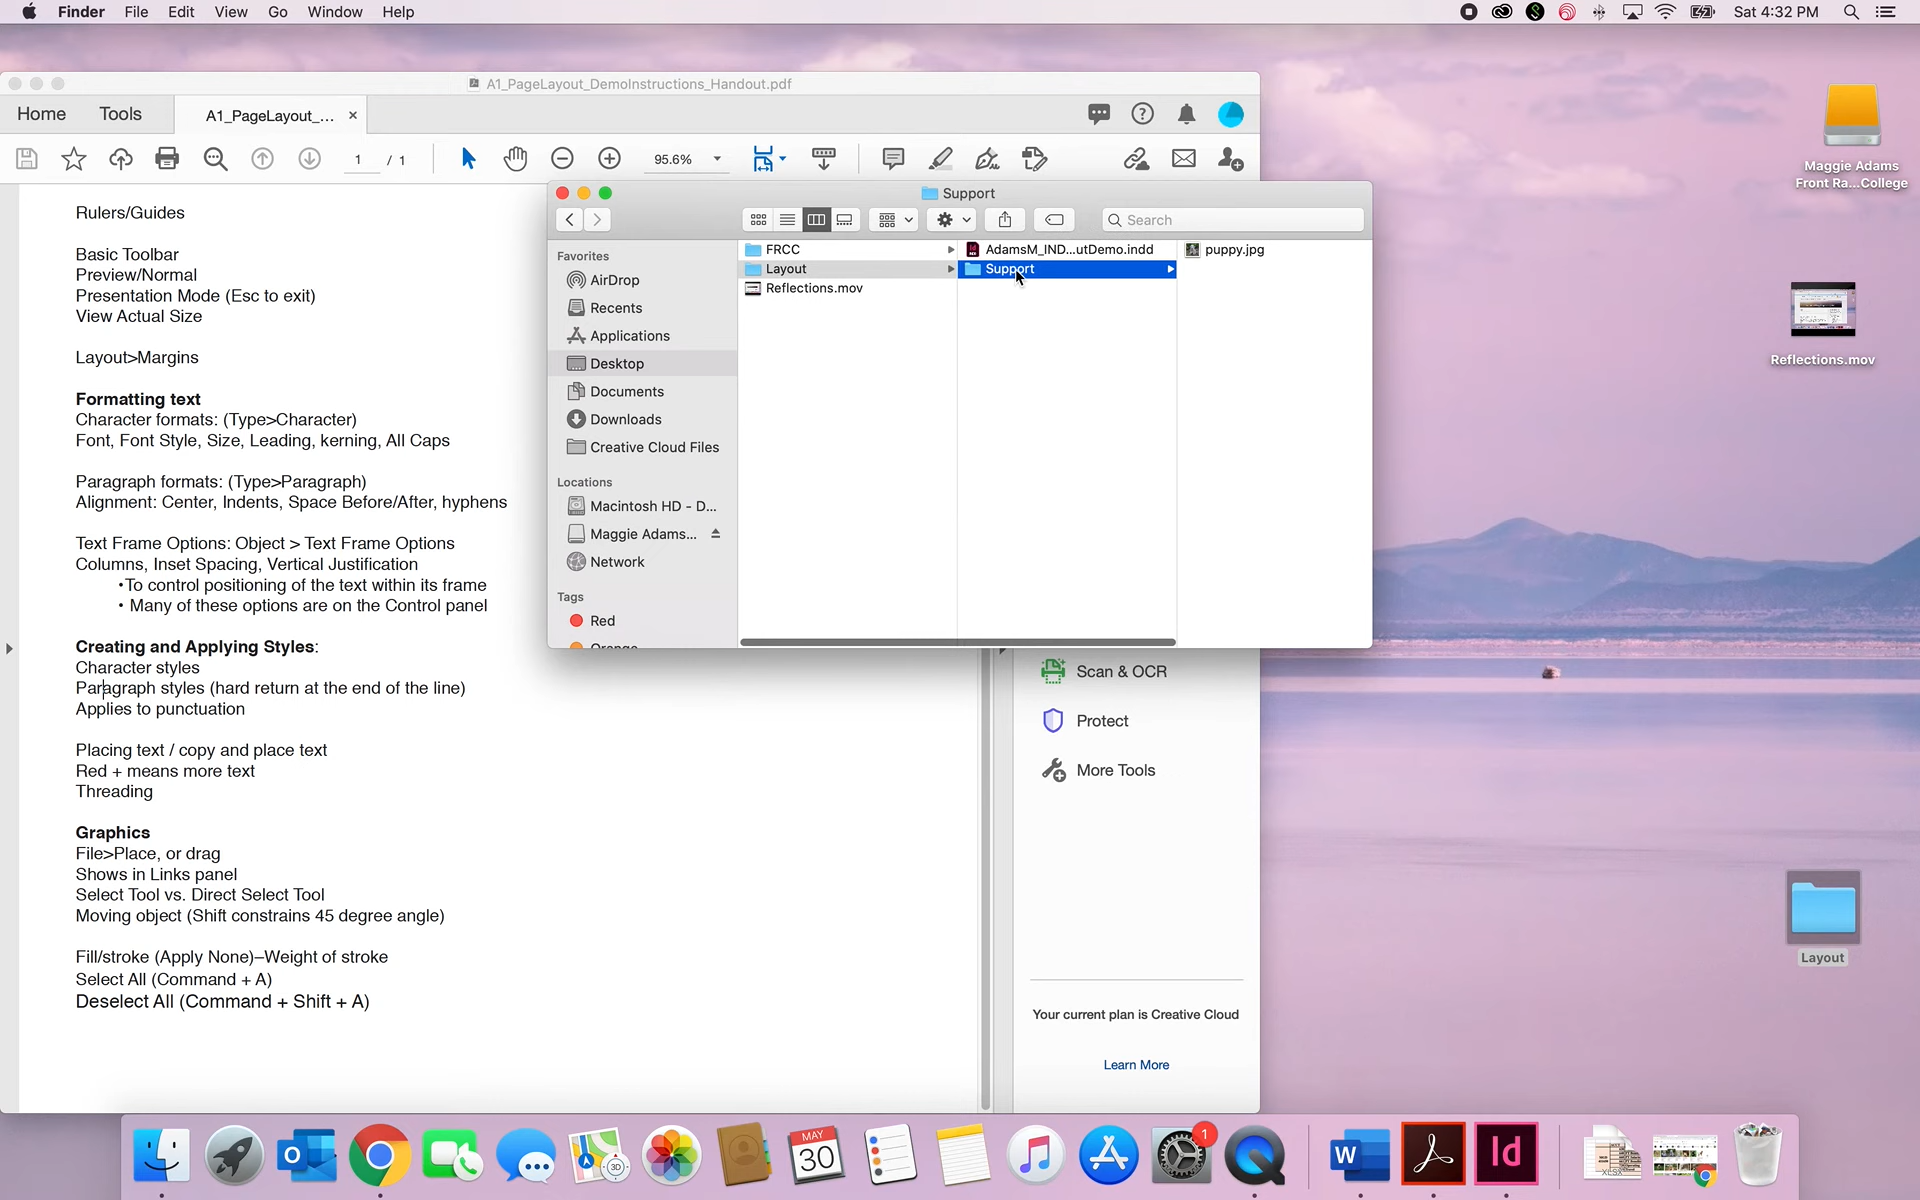 Finder File Edit View Go Window Help
Sat 4:32 PM
A1_PageLayout_DemoInstructions_Handout.pdf
Home Tools A1_PageLayout_...
1 / 1 95.6%
Rulers/Guides
Basic Toolbar
Preview/Normal
Presentation Mode (Esc to exit)
View Actual Size
Layout>Margins
Formatting text
Character formats: (Type>Character)
Font, Font Style, Size, Leading, kerning, All Caps
Paragraph formats: (Type>Paragraph)
Alignment: Center, Indents, Space Before/After, hyphens
Text Frame Options: Object > Text Frame Options
Columns, Inset Spacing, Vertical Justification
•To control positioning of the text within its frame
• Many of these options are on the Control panel
Creating and Applying Styles:
Character styles
Paragraph styles (hard return at the end of the line)
Applies to punctuation
Placing text / copy and place text
Red + means more text
Threading
Graphics
File>Place, or drag
Shows in Links panel
Select Tool vs. Direct Select Tool
Moving object (Shift constrains 45 degree angle)
Fill/stroke (Apply None)–Weight of stroke
Select All (Command + A)
Deselect All (Command + Shift + A)
Support
Search
Favorites
AirDrop
Recents
Applications
Desktop
Documents
Downloads
Creative Cloud Files
Locations
Macintosh HD - D...
Maggie Adams...
Network
Tags
Red
Orange
FRCC
Layout
Reflections.mov
AdamsM_IND...utDemo.indd
Support
puppy.jpg
Scan & OCR
Protect
More Tools
Your current plan is Creative Cloud
Learn More
Maggie Adams
Front Ra...College
Reflections.mov
Layout
MAY
30
3D
1
W
Id
XLSX